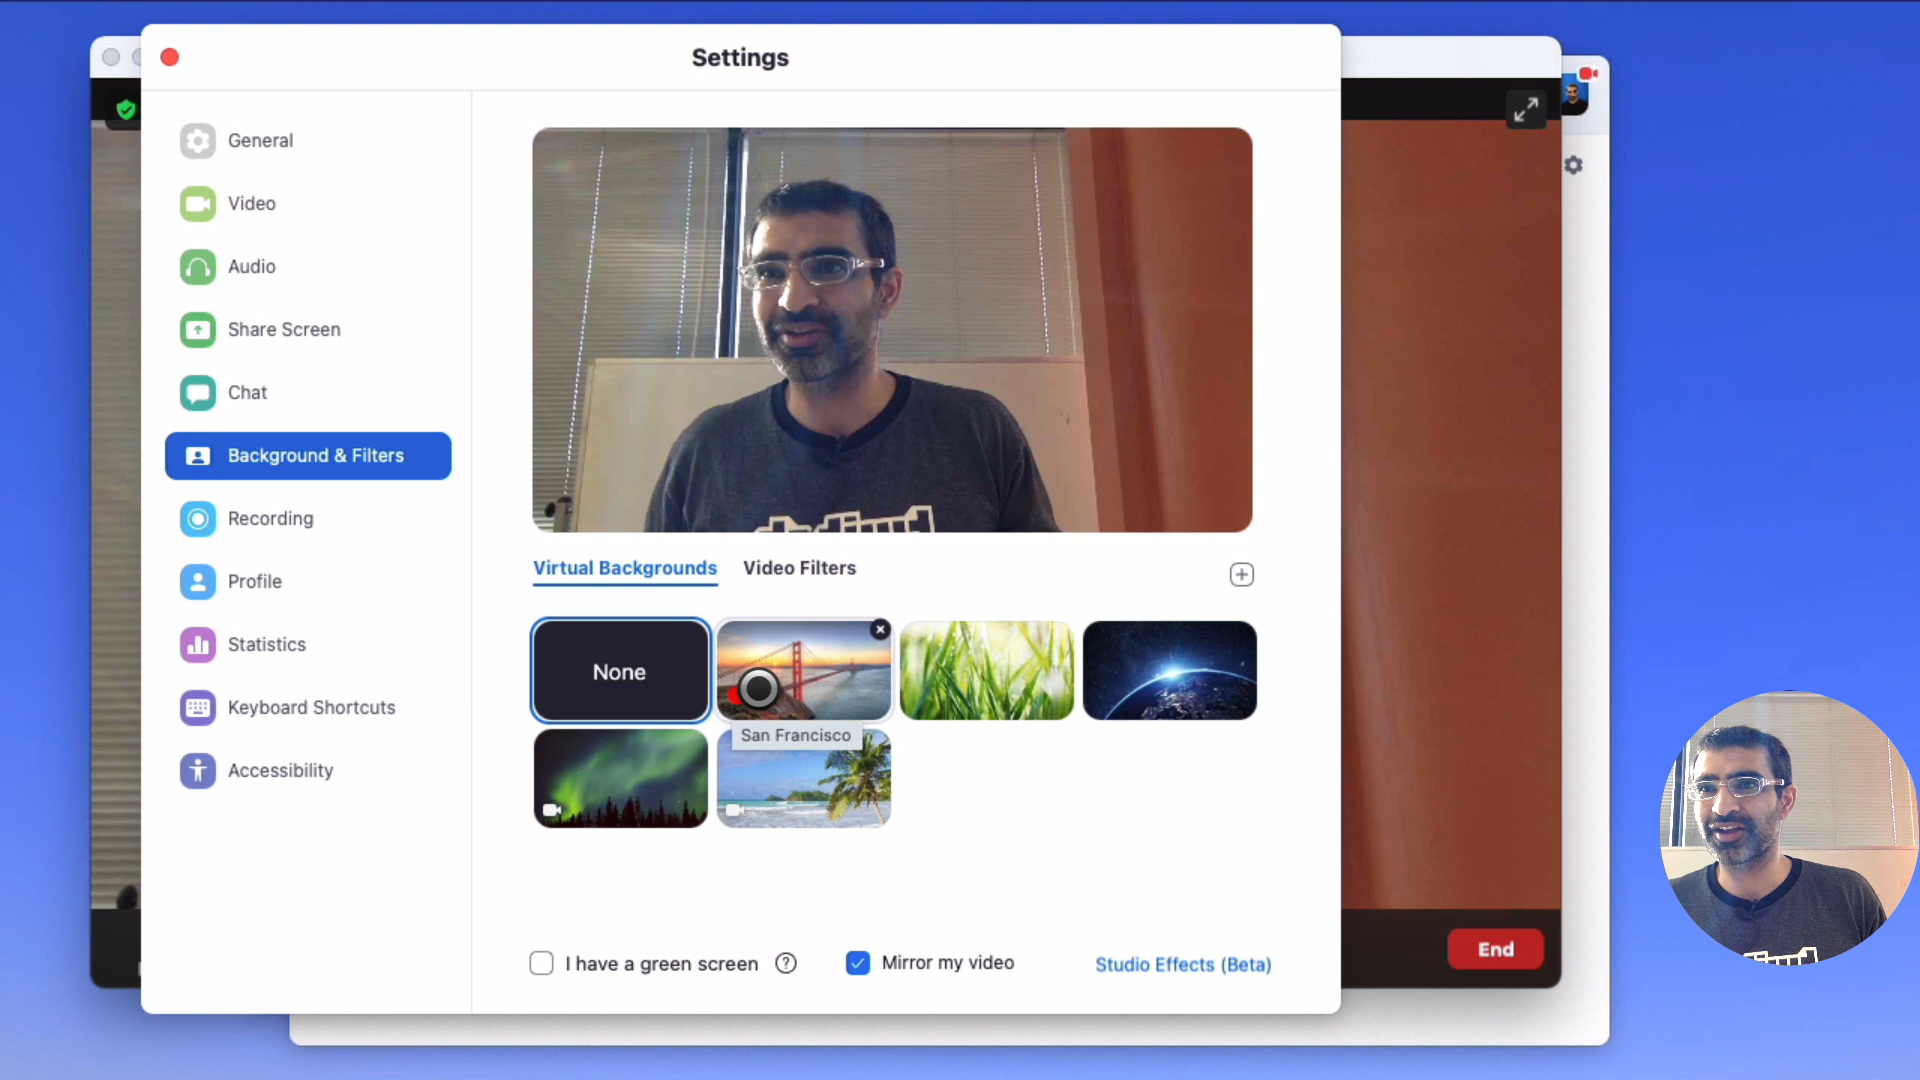 Settings
General
Video
Audio
Share Screen
Chat
Background & Filters
Recording
Profile
Statistics
Keyboard Shortcuts
Accessibility
Virtual Backgrounds
Video Filters
None
San Francisco
I have a green screen
Mirror my video
Studio Effects (Beta)
End